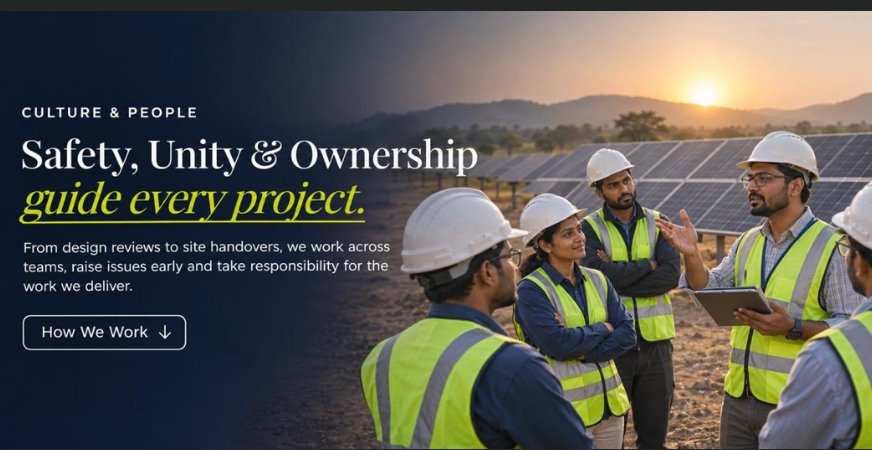 CULTURE & PEOPLE
Safety, Unity & Ownership
guide every project.
From design reviews to site handovers, we work across
teams, raise issues early and take responsibility for the
work we deliver.
How We Work ↓